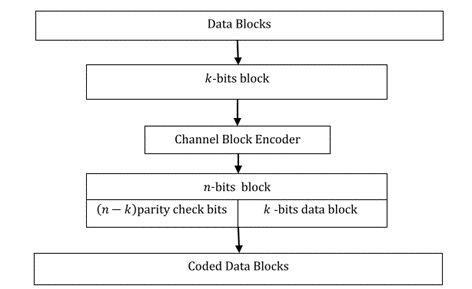 Data Blocks
k-bits block
Channel Block Encoder
n-bits block
(n − k)parity check bits
k -bits data block
Coded Data Blocks